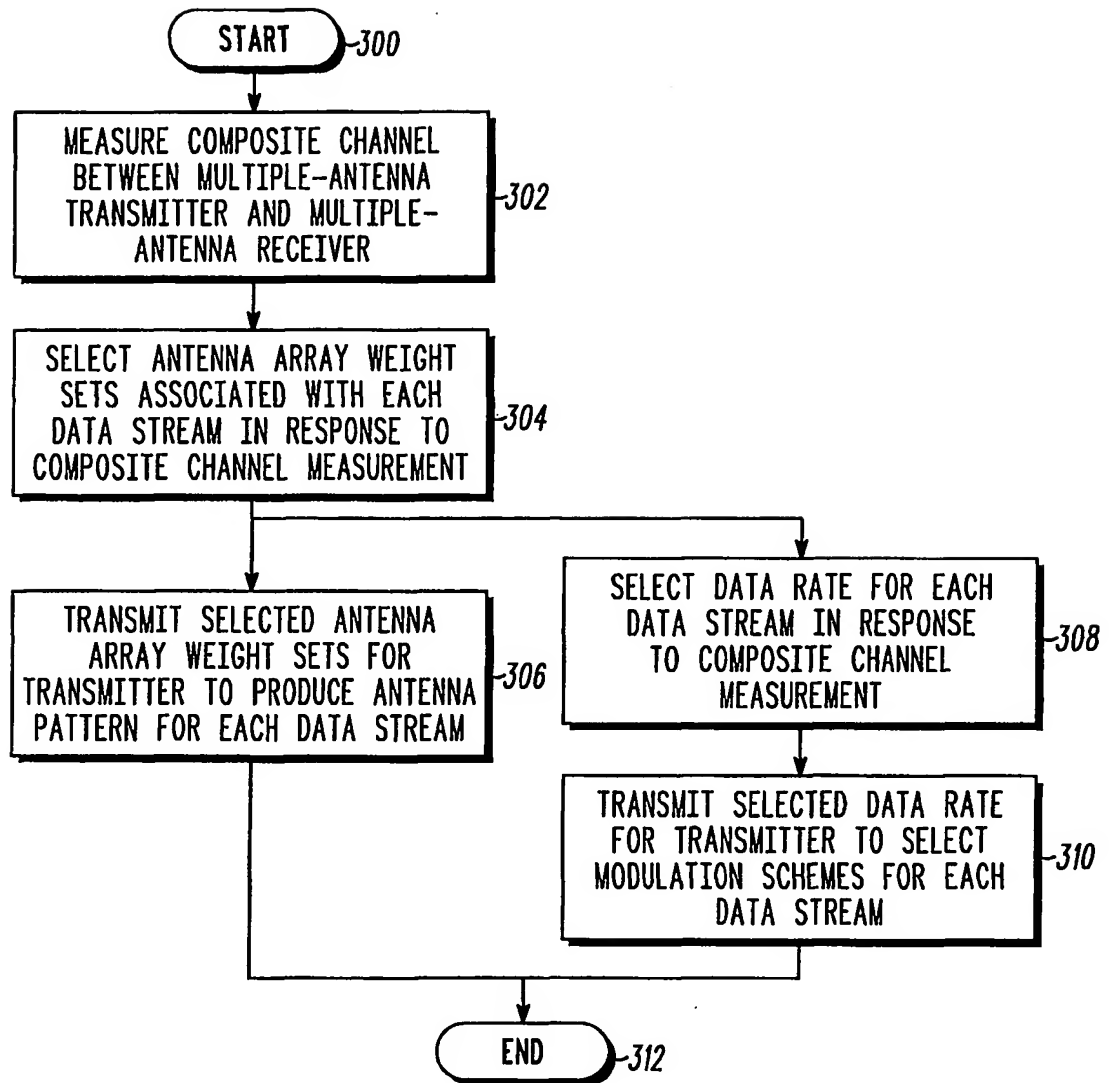 START
300
MEASURE COMPOSITE CHANNEL
BETWEEN MULTIPLE-ANTENNA
TRANSMITTER AND MULTIPLE-
ANTENNA RECEIVER
302
SELECT ANTENNA ARRAY WEIGHT
SETS ASSOCIATED WITH EACH
DATA STREAM IN RESPONSE TO
COMPOSITE CHANNEL MEASUREMENT
304
TRANSMIT SELECTED ANTENNA
ARRAY WEIGHT SETS FOR
TRANSMITTER TO PRODUCE ANTENNA
PATTERN FOR EACH DATA STREAM
306
SELECT DATA RATE FOR EACH
DATA STREAM IN RESPONSE
TO COMPOSITE CHANNEL
MEASUREMENT
308
TRANSMIT SELECTED DATA RATE
FOR TRANSMITTER TO SELECT
MODULATION SCHEMES FOR EACH
DATA STREAM
310
END
312